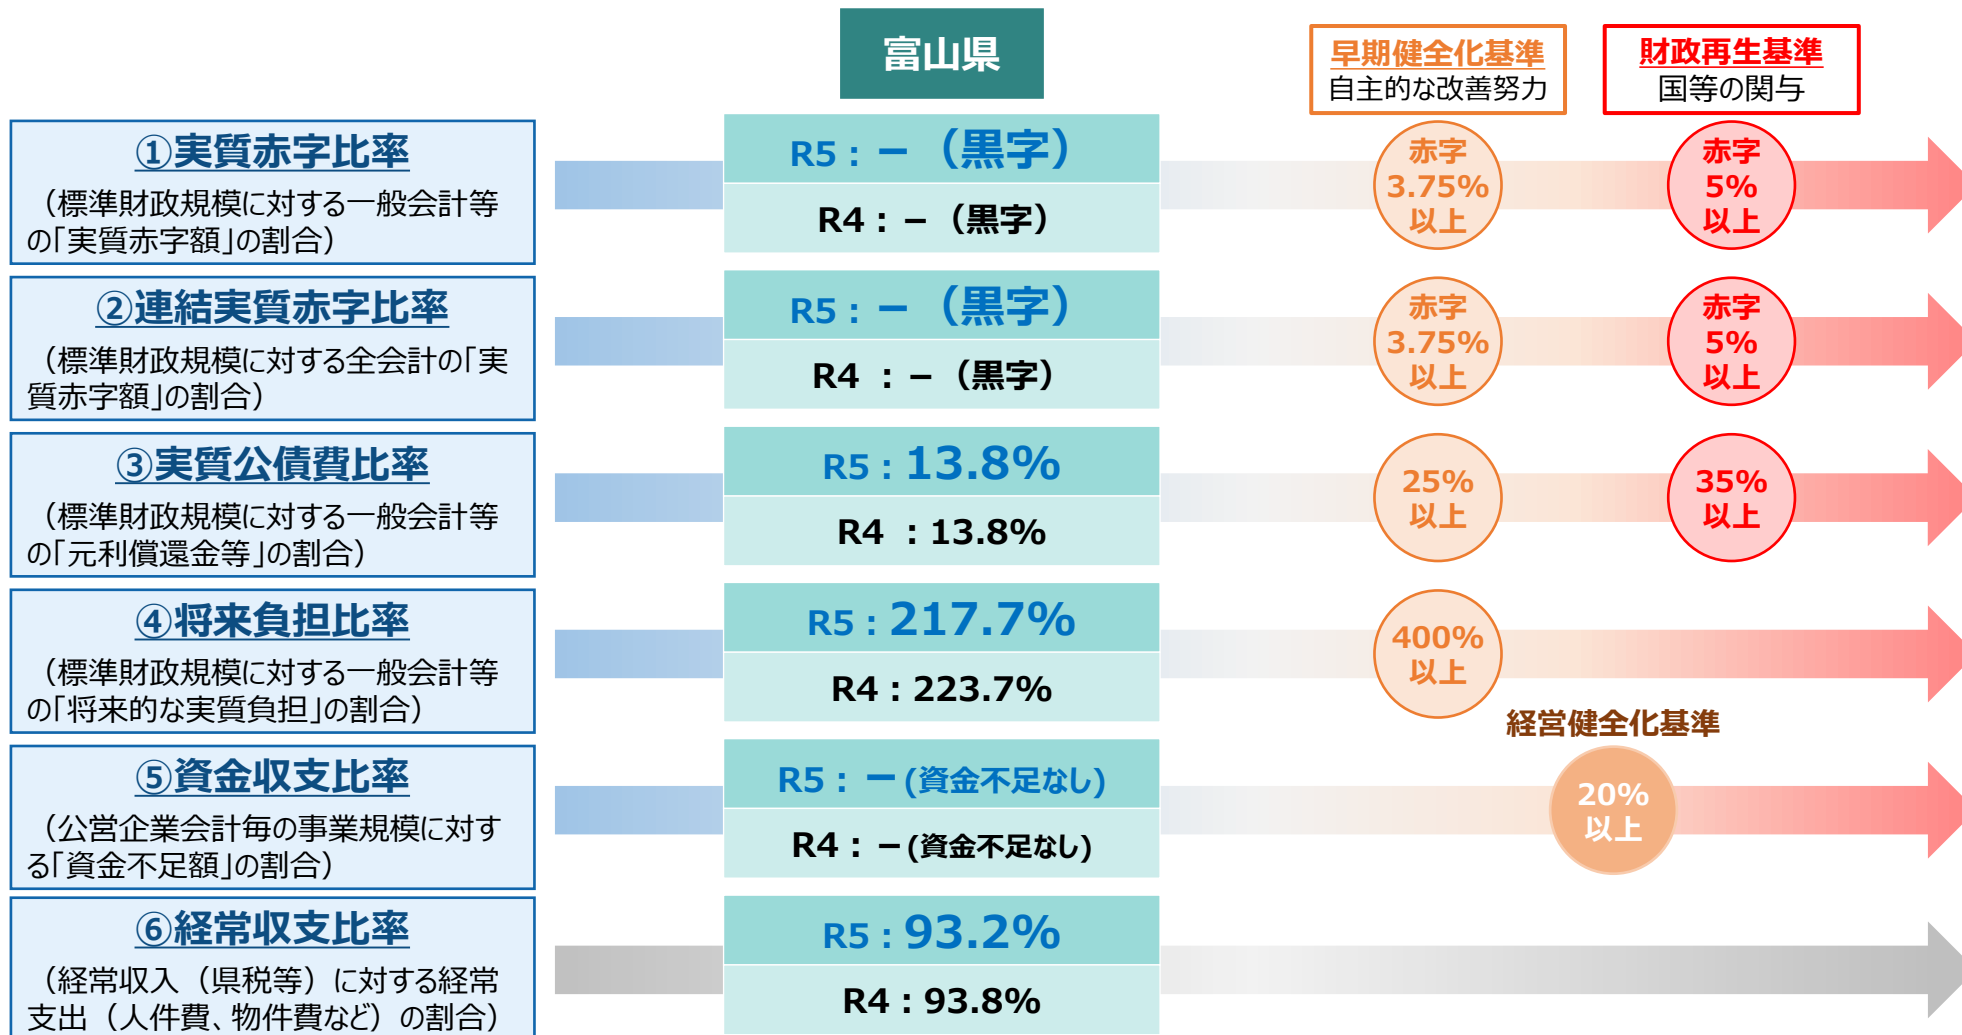 富山県
早期健全化基準
自主的な改善努力
財政再生基準
国等の関与
①実質赤字比率
（標準財政規模に対する一般会計等
の「実質赤字額」の割合）
R5：－（黒字）
R4：－（黒字）
赤字
3.75%
以上
赤字
5%
以上
②連結実質赤字比率
（標準財政規模に対する全会計の「実
質赤字額」の割合）
R5：－（黒字）
R4 ：－（黒字）
赤字
3.75%
以上
赤字
5%
以上
③実質公債費比率
（標準財政規模に対する一般会計等
の「元利償還金等」の割合）
R5：13.8%
R4 ：13.8%
25%
以上
35%
以上
④将来負担比率
（標準財政規模に対する一般会計等
の「将来的な実質負担」の割合）
R5：217.7%
R4：223.7%
400%
以上
⑤資金収支比率
（公営企業会計毎の事業規模に対す
る「資金不足額」の割合）
R5：－(資金不足なし)
R4：－(資金不足なし)
経営健全化基準
20%
以上
⑥経常収支比率
（経常収入（県税等）に対する経常
支出（人件費、物件費など）の割合）
R5：93.2%
R4：93.8%